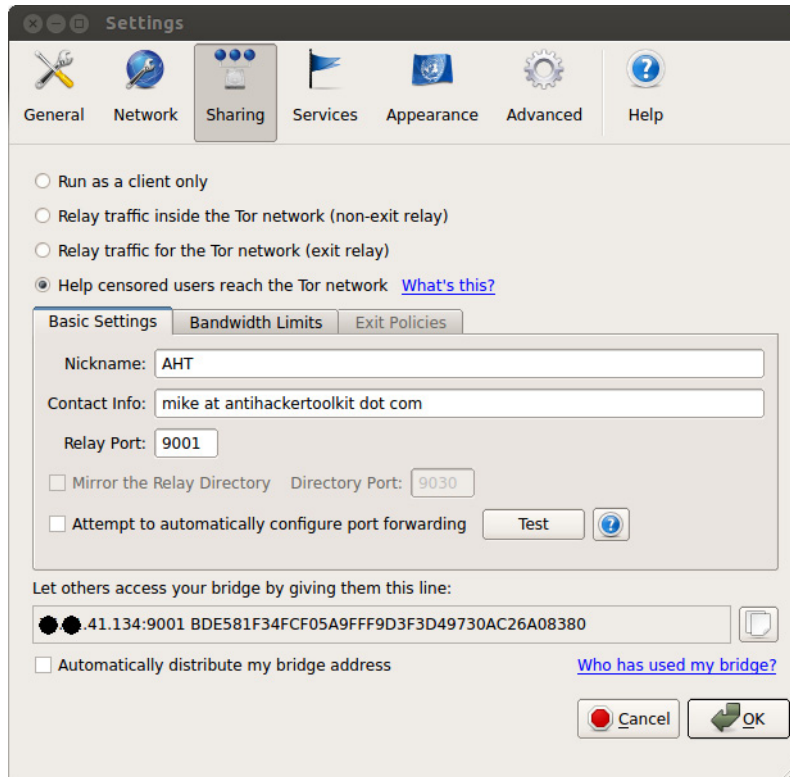 Settings
General Network Sharing Services Appearance Advanced Help
Run as a client only
Relay traffic inside the Tor network (non-exit relay)
Relay traffic for the Tor network (exit relay)
Help censored users reach the Tor network What's this?
Basic Settings Bandwidth Limits Exit Policies
Nickname: AHT
Contact Info: mike at antihackertoolkit dot com
Relay Port: 9001
Mirror the Relay Directory Directory Port: 9030
Attempt to automatically configure port forwarding Test
Let others access your bridge by giving them this line:
.41.134:9001 BDE581F34FCF05A9FFF9D3F3D49730AC26A08380
Automatically distribute my bridge address Who has used my bridge?
Cancel OK